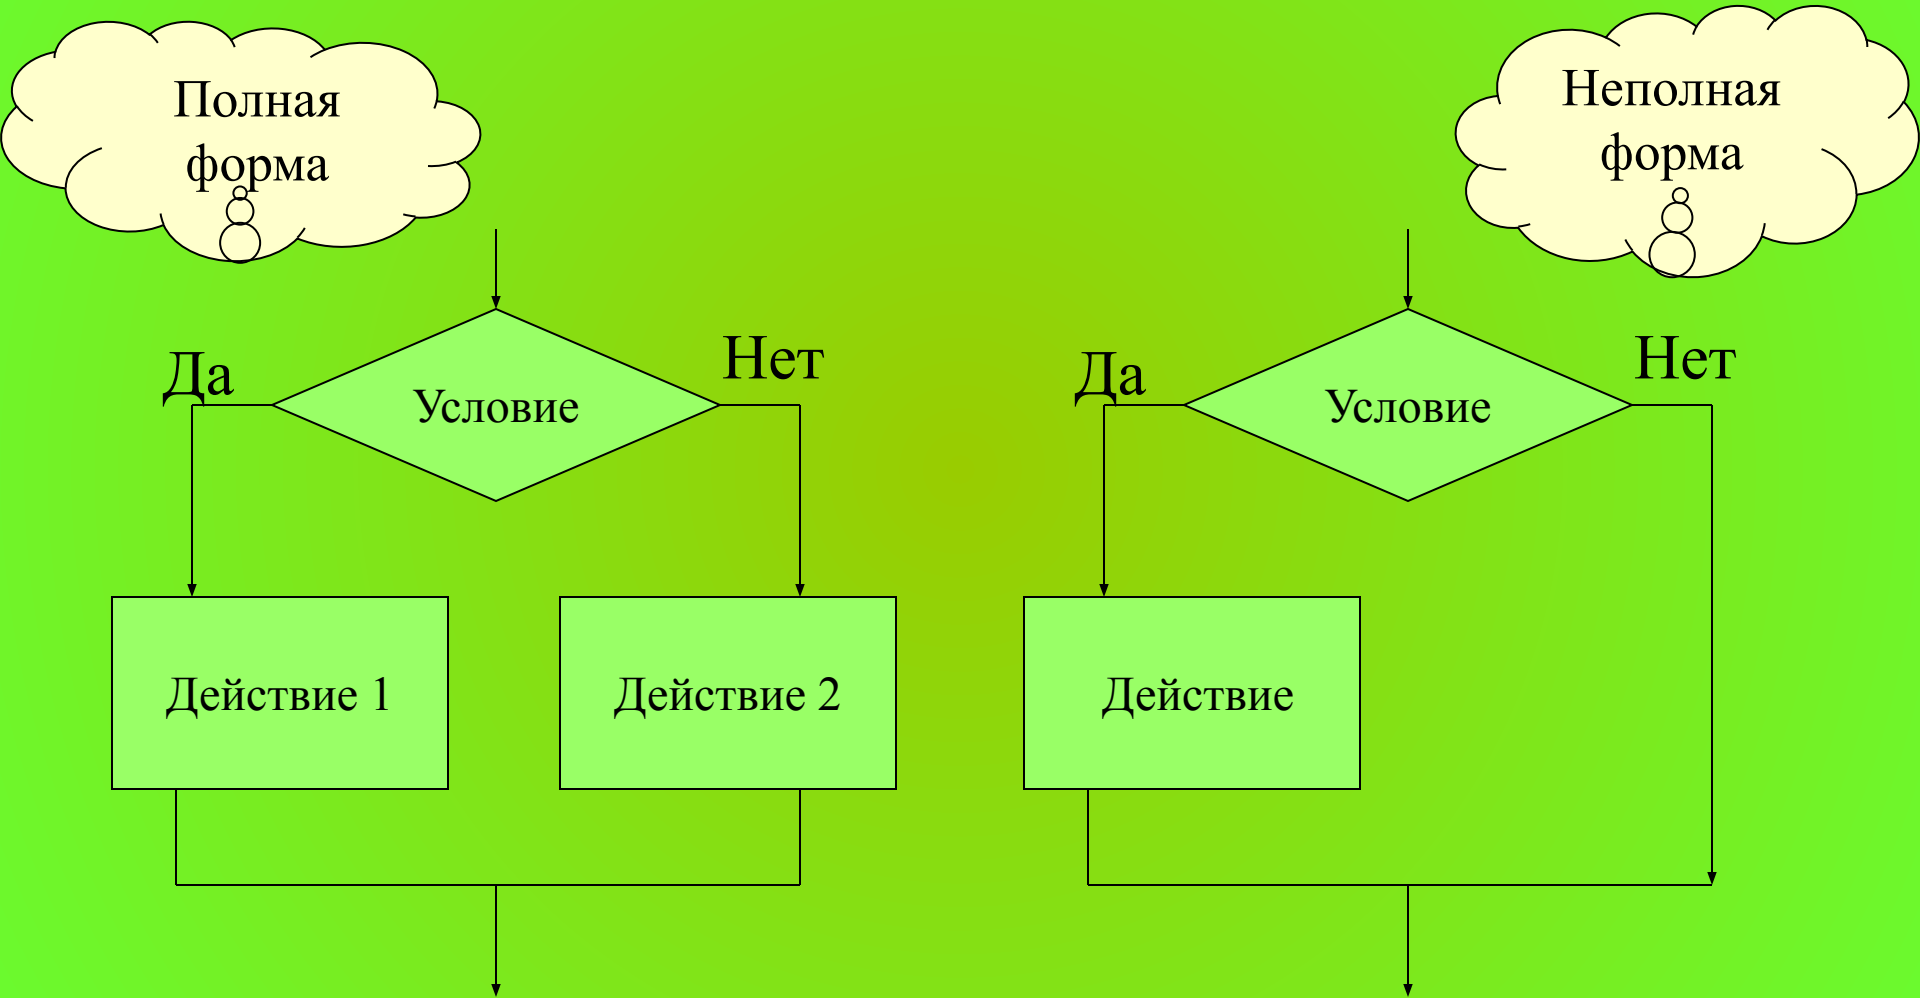 Полная
форма
Неполная
форма
Да
Условие
Нет
Да
Условие
Нет
Действие 1
Действие 2
Действие